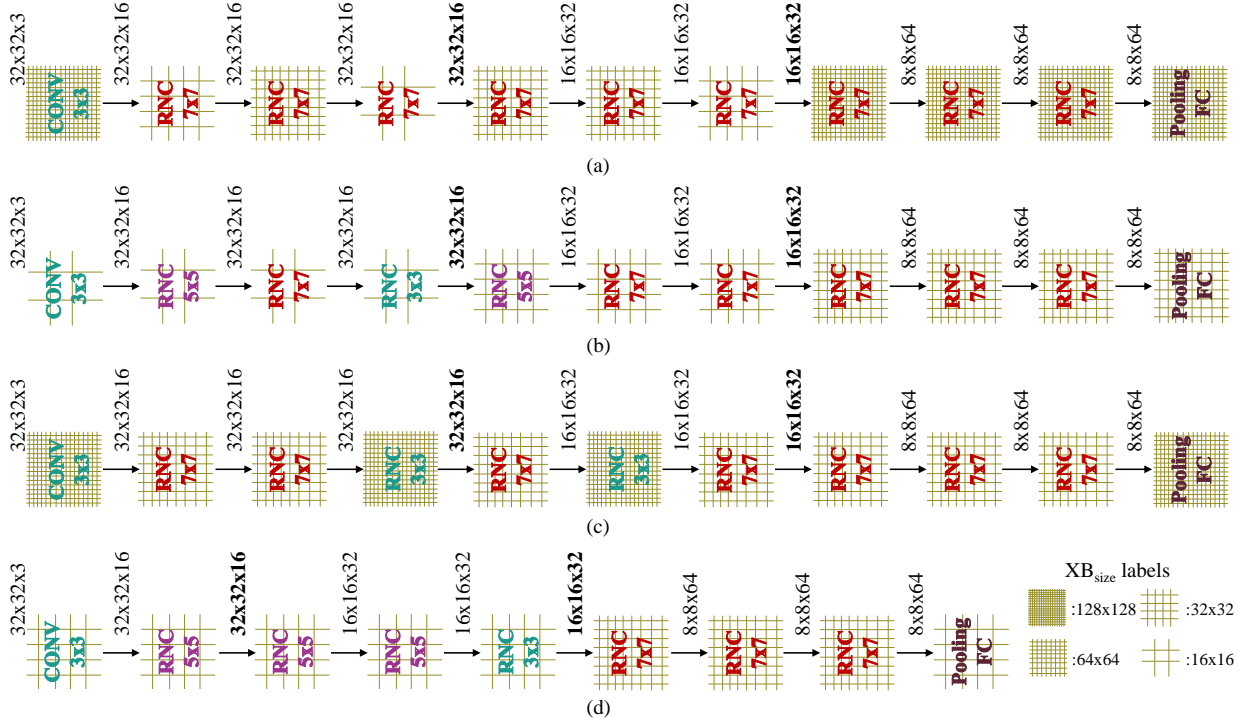 32x32x3 32x32x16 32x32x16 32x32x16 32x32x16 16x16x32 16x16x32 16x16x32 8x8x64 8x8x64 8x8x64
CONV 3x3 RNC 7x7 RNC 7x7 RNC 7x7 RNC 7x7 RNC 7x7 RNC 7x7 RNC 7x7 RNC 7x7 RNC 7x7 Pooling FC
(a)
32x32x3 32x32x16 32x32x16 32x32x16 32x32x16 16x16x32 16x16x32 16x16x32 8x8x64 8x8x64 8x8x64
CONV 3x3 RNC 5x5 RNC 7x7 RNC 3x3 RNC 5x5 RNC 7x7 RNC 7x7 RNC 7x7 RNC 7x7 RNC 7x7 Pooling FC
(b)
32x32x3 32x32x16 32x32x16 32x32x16 32x32x16 16x16x32 16x16x32 16x16x32 8x8x64 8x8x64 8x8x64
CONV 3x3 RNC 7x7 RNC 7x7 RNC 3x3 RNC 7x7 RNC 3x3 RNC 7x7 RNC 7x7 RNC 7x7 RNC 7x7 Pooling FC
(c)
32x32x3 32x32x16 32x32x16 16x16x32 16x16x32 16x16x32 8x8x64 8x8x64 8x8x64
CONV 3x3 RNC 5x5 RNC 5x5 RNC 5x5 RNC 3x3 RNC 7x7 RNC 7x7 RNC 7x7 Pooling FC
(d)
XBsize labels
:128x128 :32x32
:64x64 :16x16